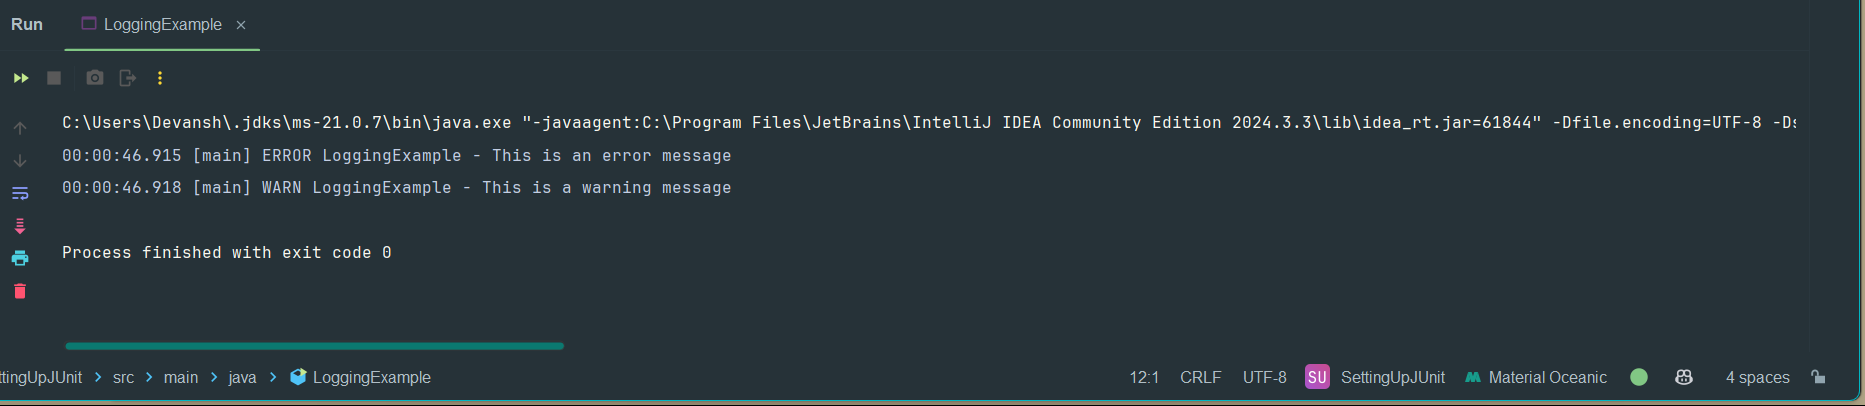 Run LoggingExample
C:\Users\Devansh\.jdks\ms-21.0.7\bin\java.exe "-javaagent:C:\Program Files\JetBrains\IntelliJ IDEA Community Edition 2024.3.3\lib\idea_rt.jar=61844" -Dfile.encoding=UTF-8 -Ds
00:00:46.915 [main] ERROR LoggingExample - This is an error message
00:00:46.918 [main] WARN LoggingExample - This is a warning message
Process finished with exit code 0
ttingUpJUnit > src > main > java > LoggingExample 12:1 CRLF UTF-8 SU SettingUpJUnit Material Oceanic 4 spaces